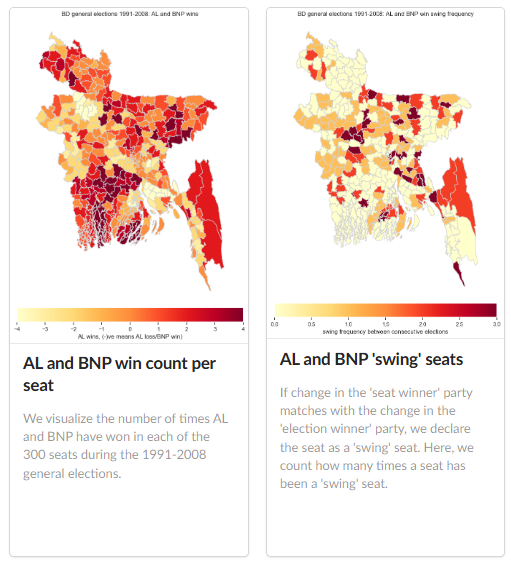 BD general elections 1991-2008: AL and BNP wins
-4 -3 -2 -1 0 1 2 3 4
AL wins, (-)ve means AL loss/BNP win)
AL and BNP win count per
seat
We visualize the number of times AL
and BNP have won in each of the
300 seats during the 1991-2008
general elections.
BD general elections 1991-2008: AL and BNP win swing frequency
0.0 0.5 1.0 1.5 2.0 2.5 3.0
swing frequency between consecutive elections
AL and BNP 'swing' seats
If change in the 'seat winner' party
matches with the change in the
'election winner' party, we declare
the seat as a 'swing' seat. Here, we
count how many times a seat has
been a 'swing' seat.